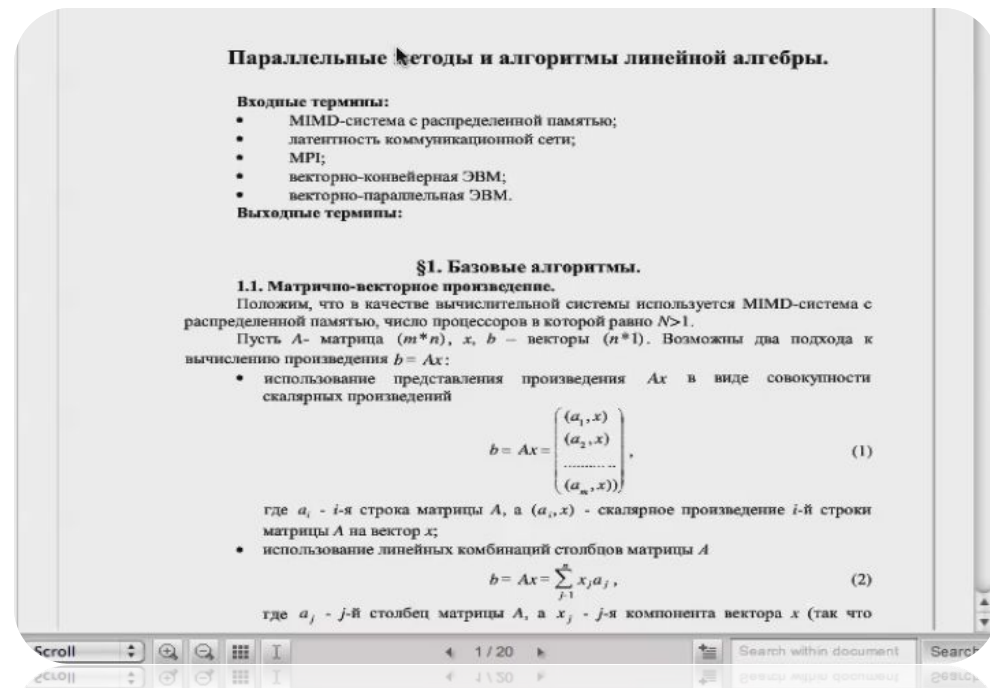 Параллельные методы и алгоритмы линейной алгебры.
Входные термины:
• MIMD-система с распределенной памятью;
• латентность коммуникационной сети;
• MPI;
• векторно-конвейерная ЭВМ;
• векторно-параллельная ЭВМ.
Выходные термины:
§1. Базовые алгоритмы.
1.1. Матрично-векторное произведение.
Положим, что в качестве вычислительной системы используется MIMD-система с
распределенной памятью, число процессоров в которой равно N>1.
Пусть A- матрица (m*n), x, b – векторы (n*1). Возможны два подхода к
вычислению произведения b = Ax:
• использование представления произведения Ax в виде совокупности
скалярных произведений
(a₁,x)
(a₂,x)
b = Ax = , (1)
............
(aₘ,x))
где aᵢ - i-я строка матрицы A, а (aᵢ,x) - скалярное произведение i-й строки
матрицы A на вектор x;
• использование линейных комбинаций столбцов матрицы A
b = Ax = ∑ⁿⱼ₋₁ xⱼaⱼ, (2)
где aⱼ - j-й столбец матрицы A, а xⱼ - j-я компонента вектора x (так что
Scroll 1 / 20 Search within document Search